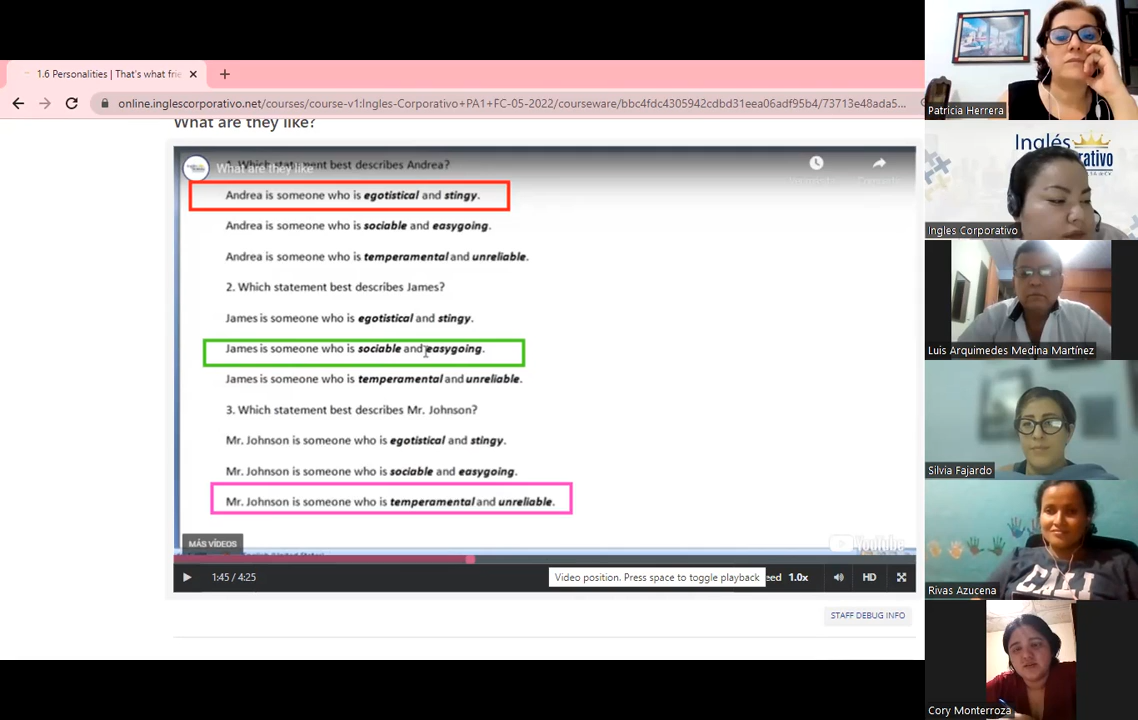 1.6 Personalities | That's what frie
online.inglescorporativo.net/courses/course-v1:Ingles-Corporativo+PA1+FC-05-2022/courseware/bbc4fdc4305942cdbd31eea06adf95b4/73713e48ada5...
What are they like?
What are they like
1. Which statement best describes Andrea?
Andrea is someone who is egotistical and stingy.
Andrea is someone who is sociable and easygoing.
Andrea is someone who is temperamental and unreliable.
2. Which statement best describes James?
James is someone who is egotistical and stingy.
James is someone who is sociable and easygoing.
James is someone who is temperamental and unreliable.
3. Which statement best describes Mr. Johnson?
Mr. Johnson is someone who is egotistical and stingy.
Mr. Johnson is someone who is sociable and easygoing.
Mr. Johnson is someone who is temperamental and unreliable.
MÁS VÍDEOS
English (United States)
YouTube
1:45 / 4:25
Video position. Press space to toggle playback
eed 1.0x
HD
STAFF DEBUG INFO
Patricia Herrera
Inglés
Ingles Corporativo
Luis Arquimedes Medina Martínez
Silvia Fajardo
CALI
Rivas Azucena
Cory Monterroza